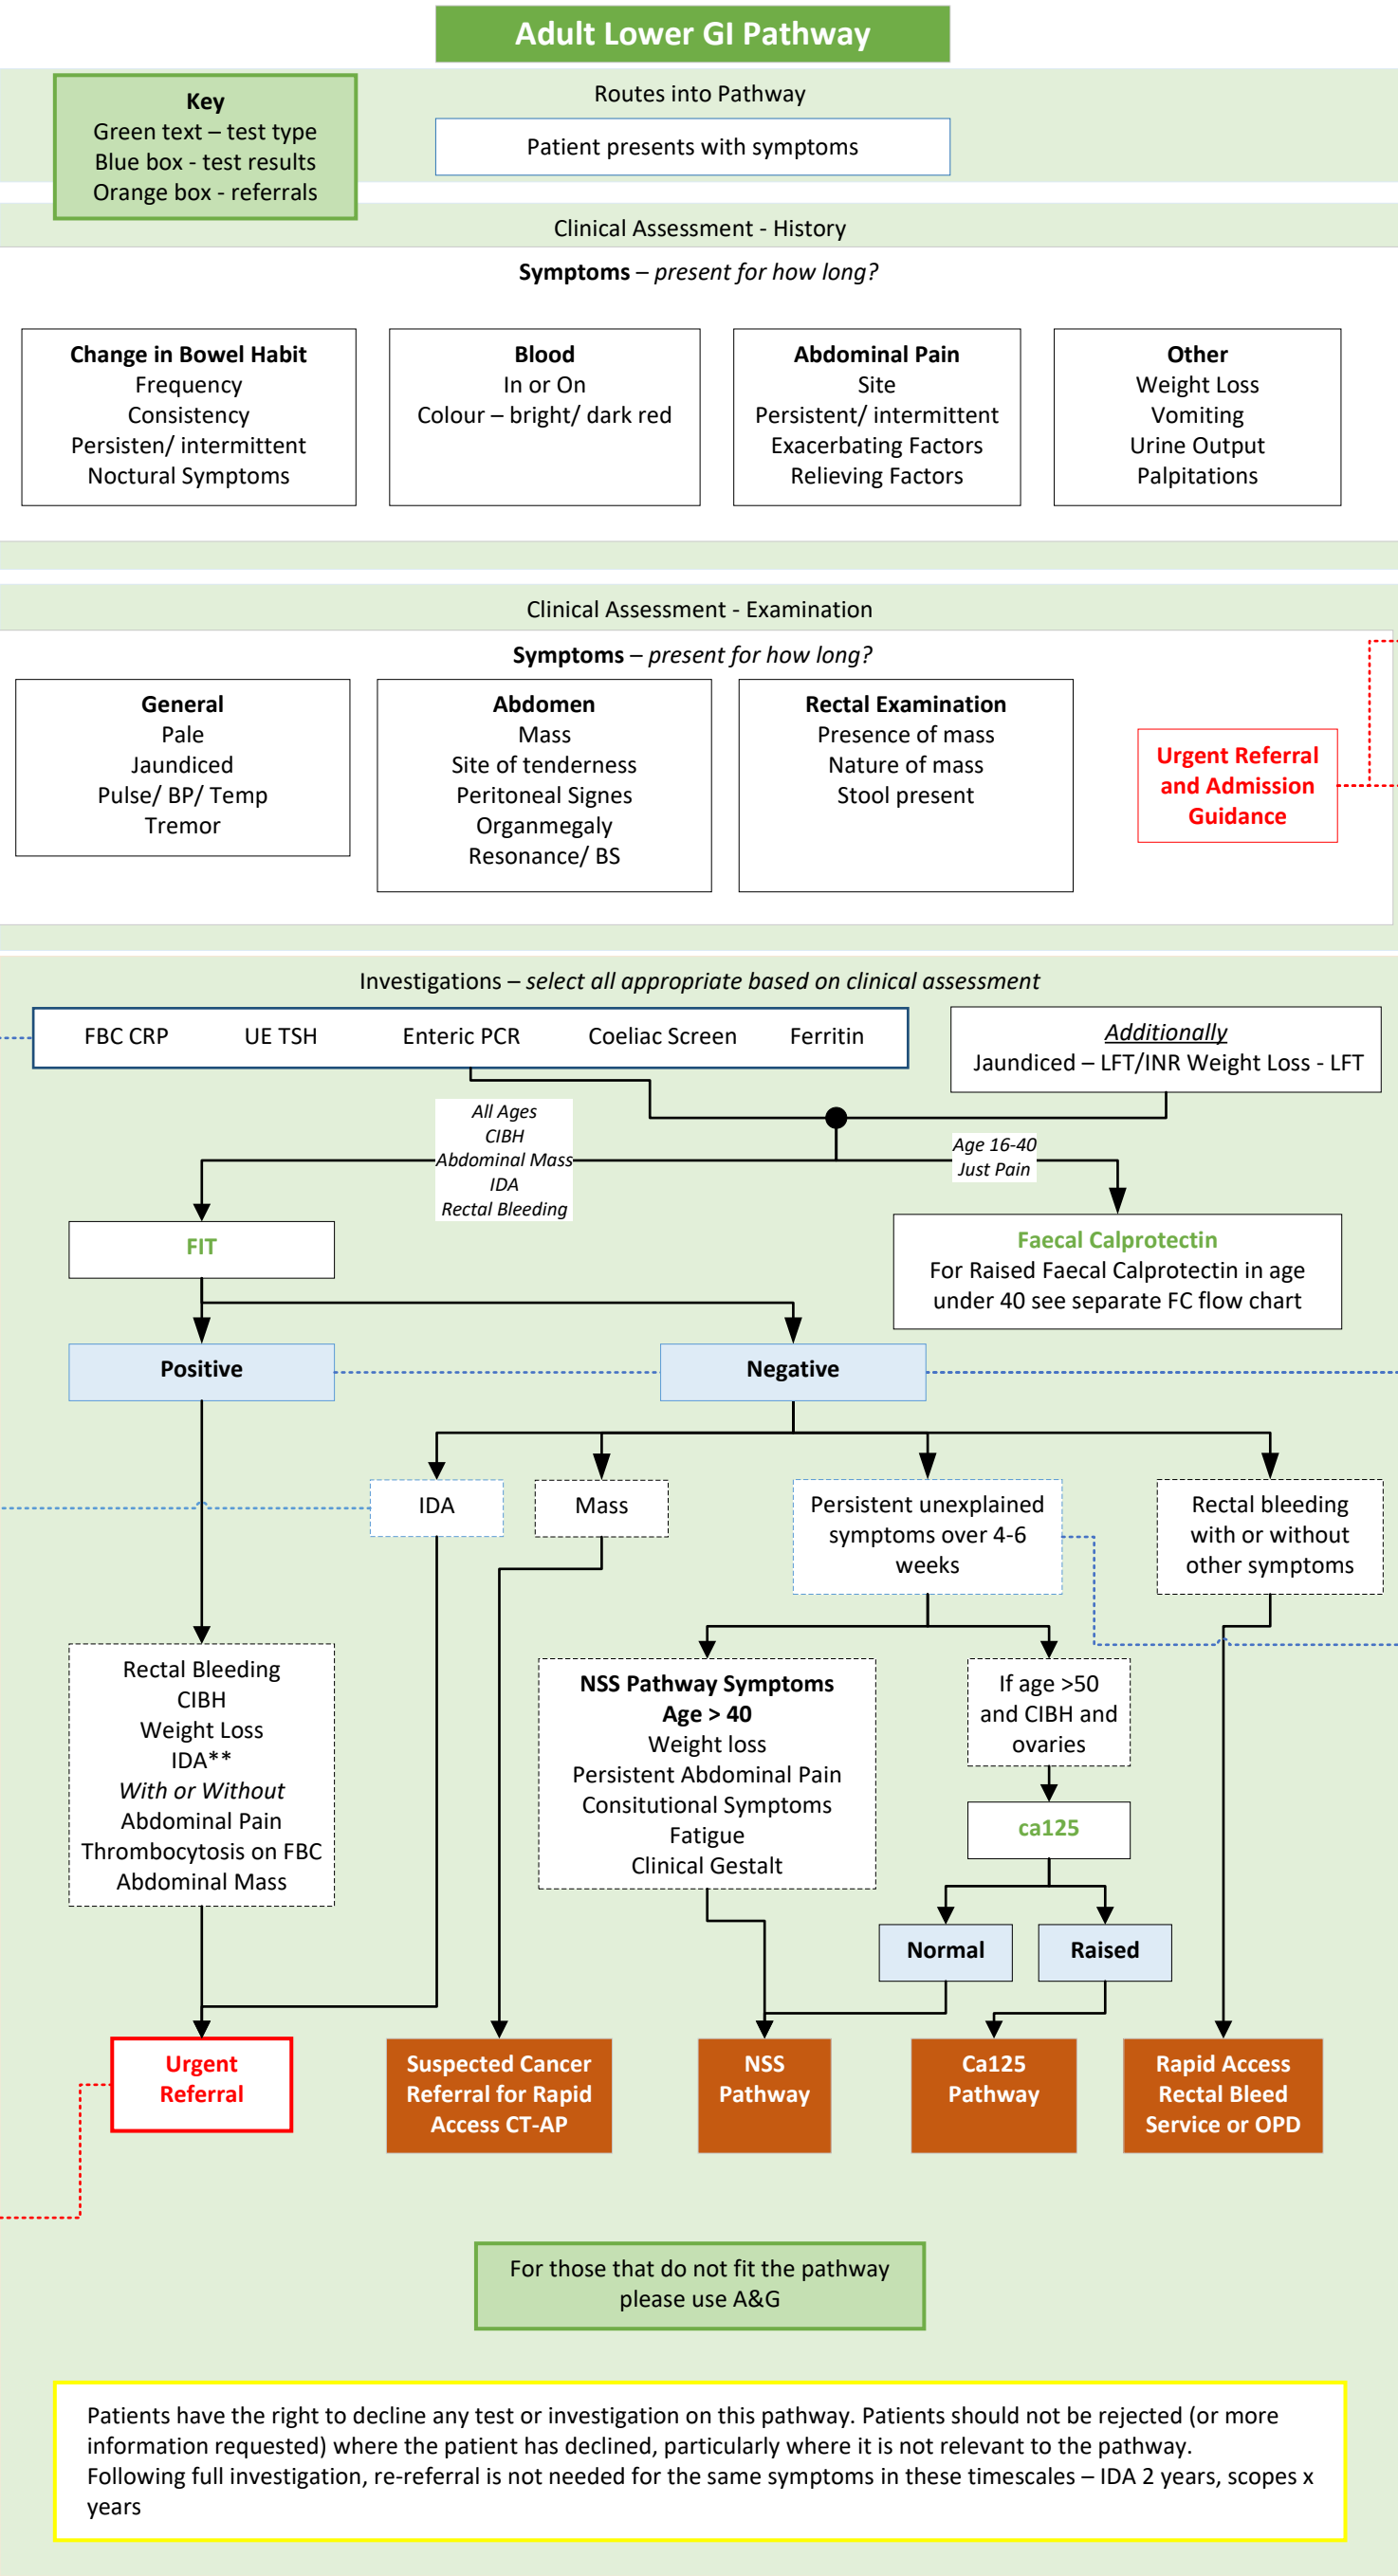 Adult Lower GI Pathway
Key
Green text – test type
Blue box - test results
Orange box - referrals
Routes into Pathway
Patient presents with symptoms
Clinical Assessment - History
Symptoms – present for how long?
Change in Bowel Habit
Frequency
Consistency
Persisten/ intermittent
Noctural Symptoms
Blood
In or On
Colour – bright/ dark red
Abdominal Pain
Site
Persistent/ intermittent
Exacerbating Factors
Relieving Factors
Other
Weight Loss
Vomiting
Urine Output
Palpitations
Clinical Assessment - Examination
Symptoms – present for how long?
General
Pale
Jaundiced
Pulse/ BP/ Temp
Tremor
Abdomen
Mass
Site of tenderness
Peritoneal Signes
Organmegaly
Resonance/ BS
Rectal Examination
Presence of mass
Nature of mass
Stool present
Urgent Referral
and Admission
Guidance
Investigations – select all appropriate based on clinical assessment
FBC CRP UE TSH Enteric PCR Coeliac Screen Ferritin
Additionally
Jaundiced – LFT/INR Weight Loss - LFT
All Ages
CIBH
Abdominal Mass
IDA
Rectal Bleeding
Age 16-40
Just Pain
FIT
Faecal Calprotectin
For Raised Faecal Calprotectin in age
under 40 see separate FC flow chart
Positive
Negative
IDA
Mass
Persistent unexplained
symptoms over 4-6
weeks
Rectal bleeding
with or without
other symptoms
Rectal Bleeding
CIBH
Weight Loss
IDA**
With or Without
Abdominal Pain
Thrombocytosis on FBC
Abdominal Mass
NSS Pathway Symptoms
Age > 40
Weight loss
Persistent Abdominal Pain
Consitutional Symptoms
Fatigue
Clinical Gestalt
If age >50
and CIBH and
ovaries
ca125
Normal
Raised
Urgent
Referral
Suspected Cancer
Referral for Rapid
Access CT-AP
NSS
Pathway
Ca125
Pathway
Rapid Access
Rectal Bleed
Service or OPD
For those that do not fit the pathway
please use A&G
Patients have the right to decline any test or investigation on this pathway. Patients should not be rejected (or more
information requested) where the patient has declined, particularly where it is not relevant to the pathway.
Following full investigation, re-referral is not needed for the same symptoms in these timescales – IDA 2 years, scopes x
years